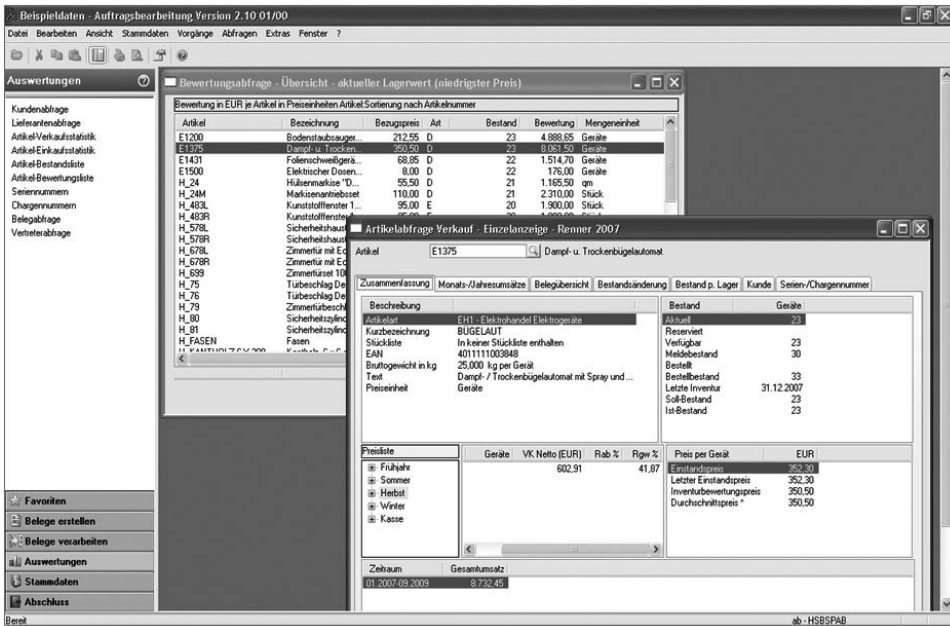 Beispieldaten - Auftragsbearbeitung Version 2.10 01/00
Datei Bearbeiten Ansicht Stammdaten Vorgänge Abfragen Extras Fenster ?
Auswertungen
Kundenabfrage
Lieferantenabfrage
Artikel-Verkaufsstatistik
Artikel-Einkaufsstatistik
Artikel-Bestandsliste
Artikel-Bewertungsliste
Seriennummern
Chargennummern
Belegabfrage
Vertreterabfrage
Favoriten
Belege erstellen
Belege verarbeiten
Auswertungen
Stammdaten
Abschluss
Bewertungsabfrage - Übersicht - aktueller Lagerwert (niedrigster Preis)
Bewertung in EUR je Artikel in Preiseinheiten Artikel:Sortierung nach Artikelnummer
Artikel Bezeichnung Bezugspreis Art Bestand Bewertung Mengeneinheit
E1200 Bodenstaubsauger... 212,55 D 23 4.888,65 Geräte
E1375 Dampf- u. Trocken... 350,50 D 23 8.061,50 Geräte
E1431 Folienschweißgerä... 68,85 D 22 1.514,70 Geräte
E1500 Elektrischer Dosen... 8,00 D 22 176,00 Geräte
H_24 Hülsenmarkise "D... 55,50 D 21 1.165,50 qm
H_24M Markisenantriebsset 110,00 D 21 2.310,00 Stück
H_483L Kunststoffenster 1... 95,00 E 20 1.900,00 Stück
H_483R Kunststoffenster
H_578L Sicherheitshaust
H_578R Sicherheitshaust
H_678L Zimmertür mit Ec
H_678R Zimmertür mit Ec
H_699 Zimmertürset 10
H_75 Türbeschlag De
H_76 Türbeschlag De
H_79 Zimmertürbeschl
H_80 Sicherheitszylind
H_81 Sicherheitszylind
H_FASEN Fasen
Artikelabfrage Verkauf - Einzelanzeige - Renner 2007
Artikel E1375 Dampf- u. Trockenbügelautomat
Zusammenfassung Monats-/Jahresumsätze Belegübersicht Bestandsänderung Bestand p. Lager Kunde Serien-/Chargennummer
Beschreibung
Artikelart EH1 - Elektrohandel Elektrogeräte
Kurzbezeichnung BÜGELAUT
Stückliste In keiner Stückliste enthalten
EAN 4011111003848
Bruttogewicht in kg 25,000 kg per Gerät
Text Dampf- / Trockenbügelautomat mit Spray und ...
Preiseinheit Geräte
Bestand Geräte
Aktuell 23
Reserviert
Verfügbar 23
Meldebestand 30
Bestellt
Bestellbestand 33
Letzte Inventur 31.12.2007
Soll-Bestand 23
Ist-Bestand 23
Preisliste
Frühjahr
Sommer
Herbst
Winter
Kasse
Geräte VK Netto (EUR) Rab % Rgw %
602,91 41,87
Preis per Gerät EUR
Einstandspreis 352,30
Letzter Einstandspreis 352,30
Inventurbewertungspreis 350,50
Durchschnittspreis * 350,50
Zeitraum Gesamtumsatz
01.2007-09.2009 8.732,45
Bereit
ab - HSBSPAB